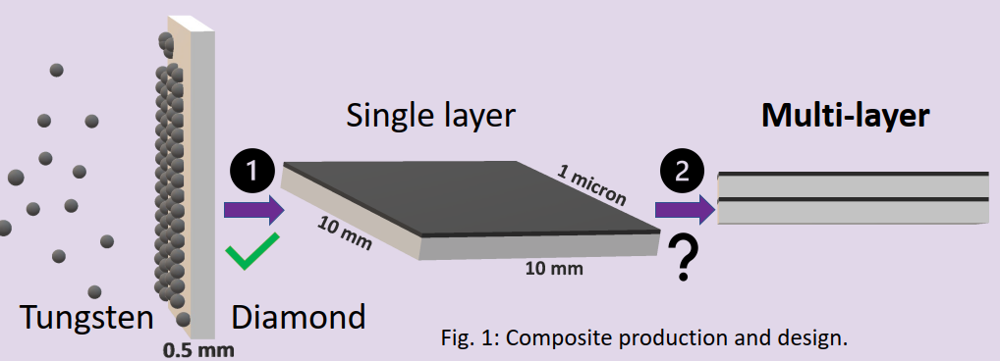 Single layer
Multi-layer
1
2
1 micron
10 mm
10 mm
?
Tungsten
Diamond
0.5 mm
Fig. 1: Composite production and design.